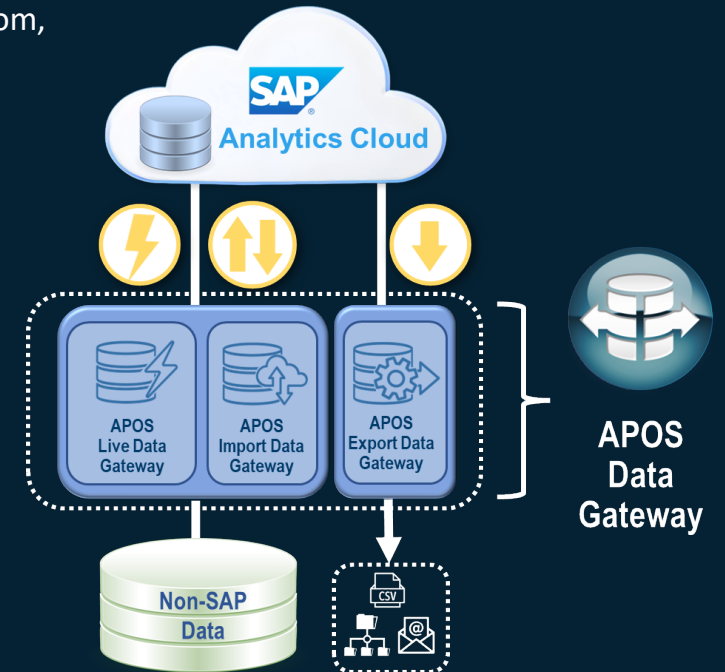 om,
SAP
®
Analytics Cloud
APOS
Live Data
Gateway
APOS
Import Data
Gateway
APOS
Export Data
Gateway
APOS
Data
Gateway
Non-SAP
Data
CSV
@